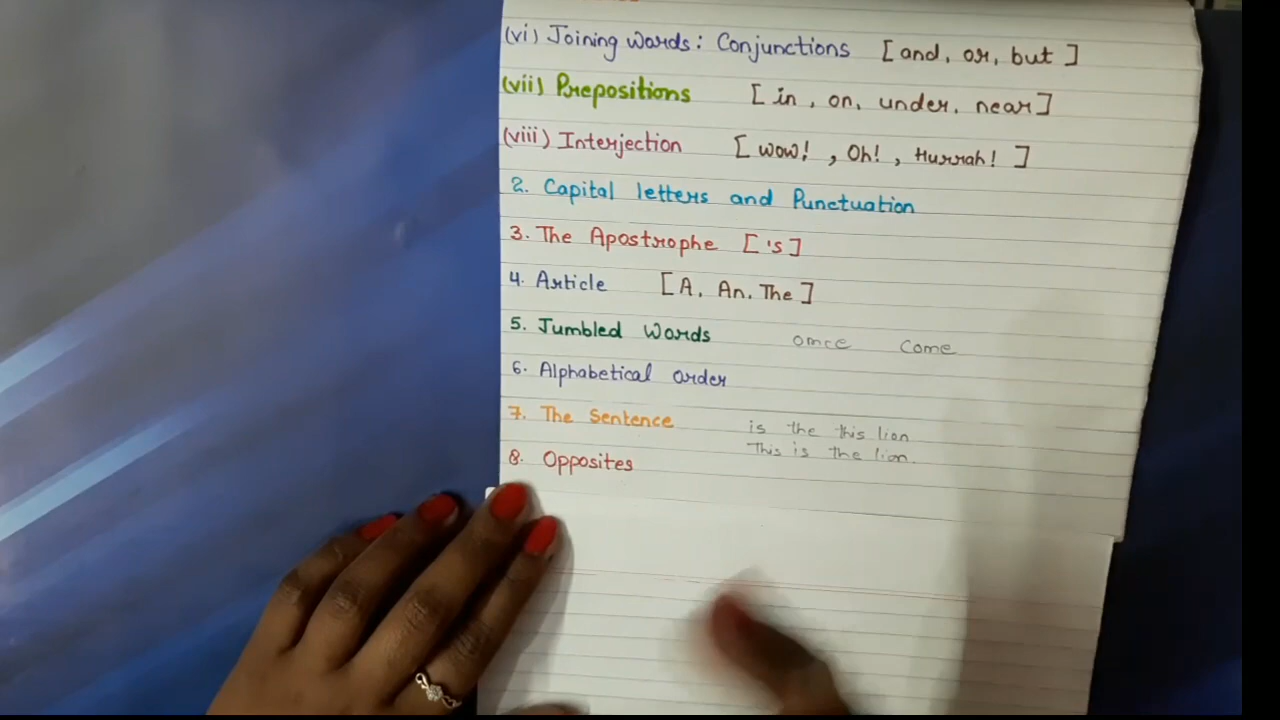 (vi) Joining words: Conjunctions [and, or, but]
(vii) Prepositions [in, on, under, near]
(viii) Interjection [Wow!, Oh!, Hurrah!]
2. Capital letters and Punctuation
3. The Apostrophe ['s]
4. Article [A, An, The]
5. Jumbled Words omce come
6. Alphabetical order
7. The Sentence is the this lion
This is the lion.
8. Opposites